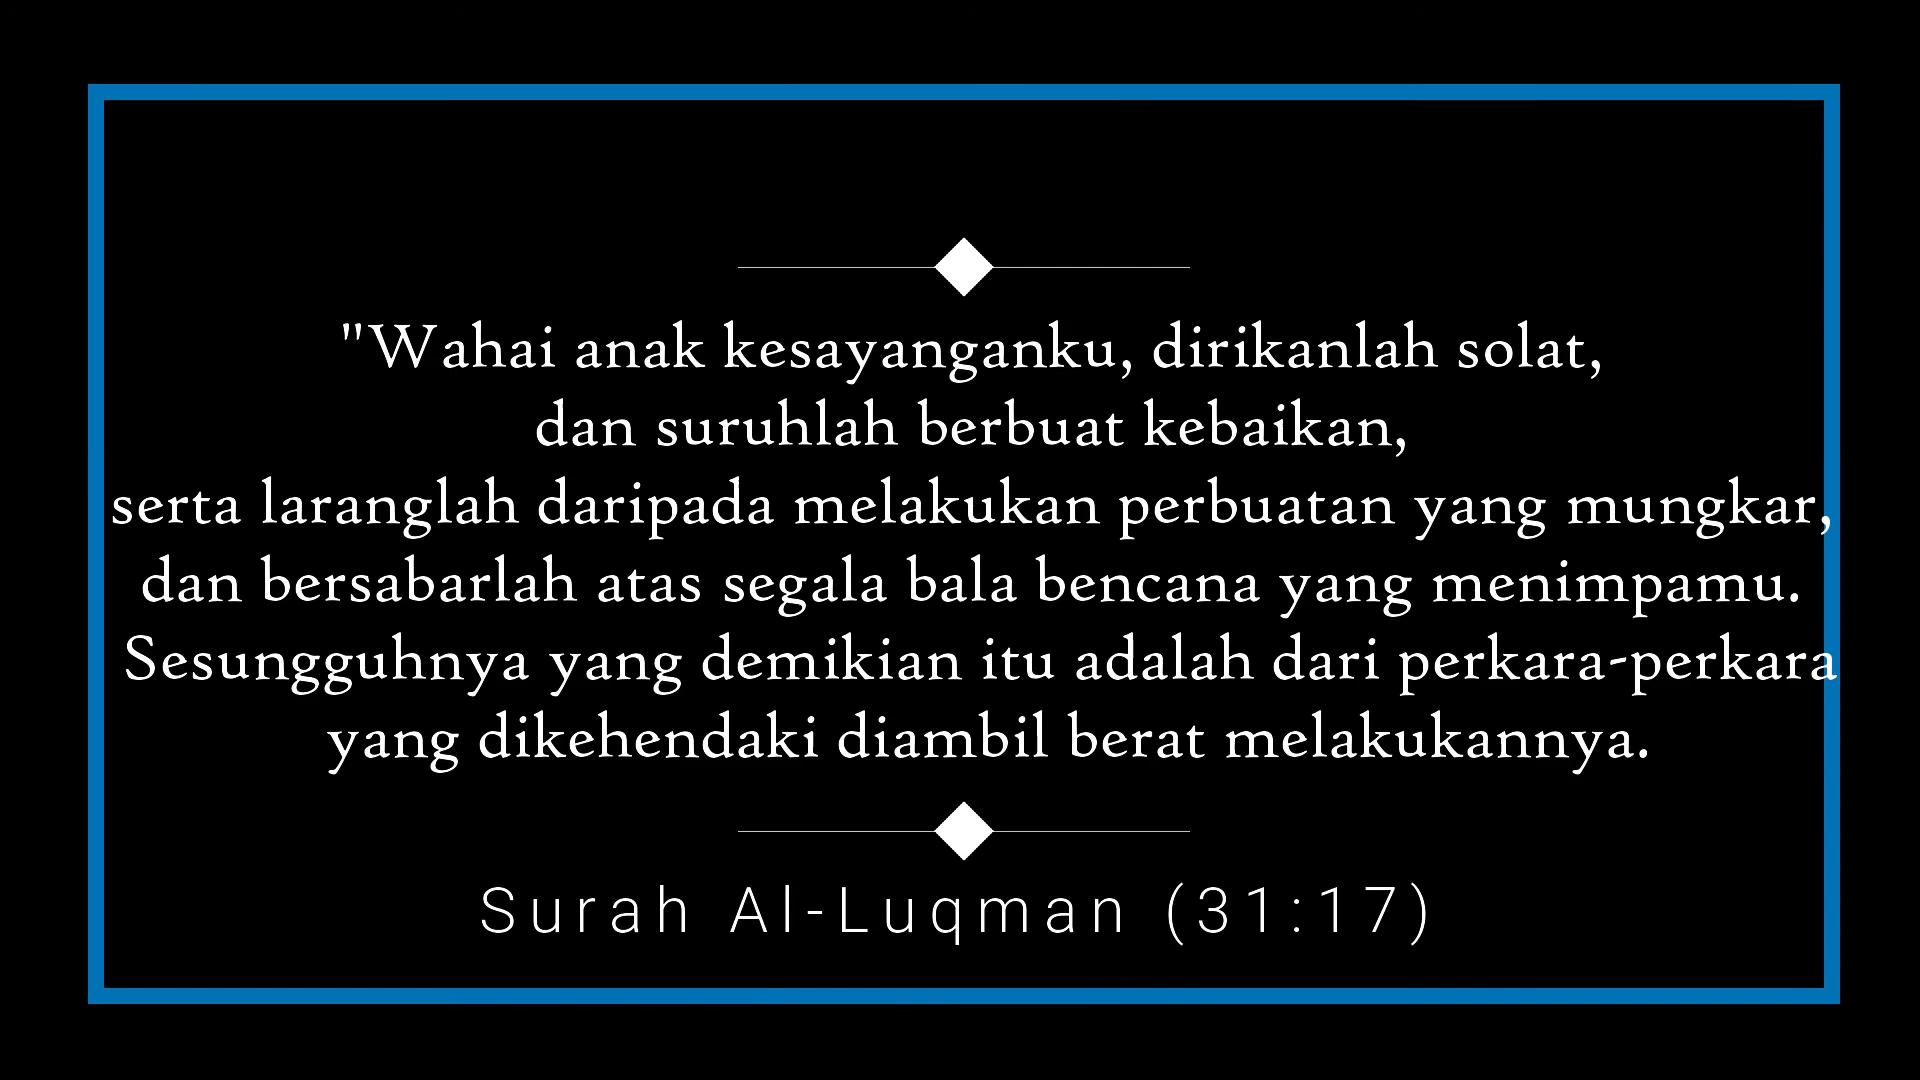 "Wahai anak kesayanganku, dirikanlah solat,
dan suruhlah berbuat kebaikan,
serta laranglah daripada melakukan perbuatan yang mungkar,
dan bersabarlah atas segala bala bencana yang menimpamu.
Sesungguhnya yang demikian itu adalah dari perkara-perkara
yang dikehendaki diambil berat melakukannya.
Surah Al-Luqman (31:17)